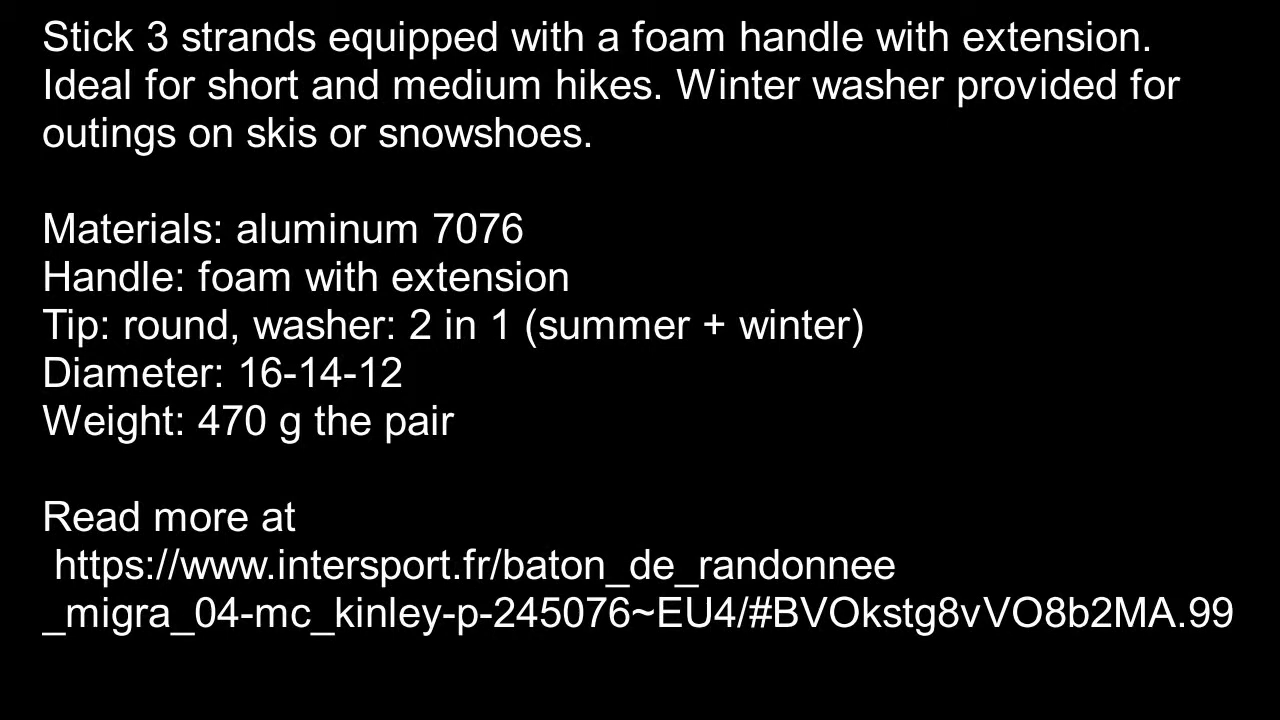 Stick 3 strands equipped with a foam handle with extension.
Ideal for short and medium hikes. Winter washer provided for
outings on skis or snowshoes.
Materials: aluminum 7076
Handle: foam with extension
Tip: round, washer: 2 in 1 (summer + winter)
Diameter: 16-14-12
Weight: 470 g the pair
Read more at
https://www.intersport.fr/baton_de_randonnee
_migra_04-mc_kinley-p-245076~EU4/#BVOkstg8vVO8b2MA.99